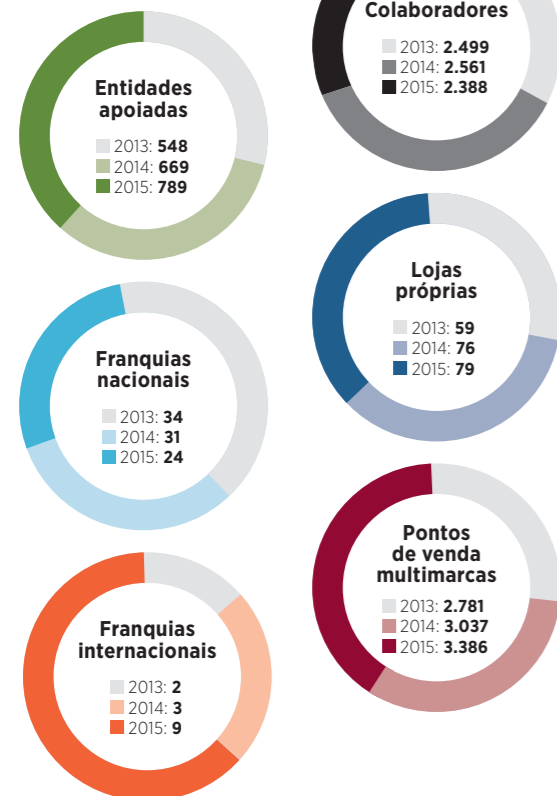 Entidades
apoiadas
2013: 548
2014: 669
2015: 789
Franquias
nacionais
2013: 34
2014: 31
2015: 24
Franquias
internacionais
2013: 2
2014: 3
2015: 9
Colaboradores
2013: 2.499
2014: 2.561
2015: 2.388
Lojas
próprias
2013: 59
2014: 76
2015: 79
Pontos
de venda
multimarcas
2013: 2.781
2014: 3.037
2015: 3.386